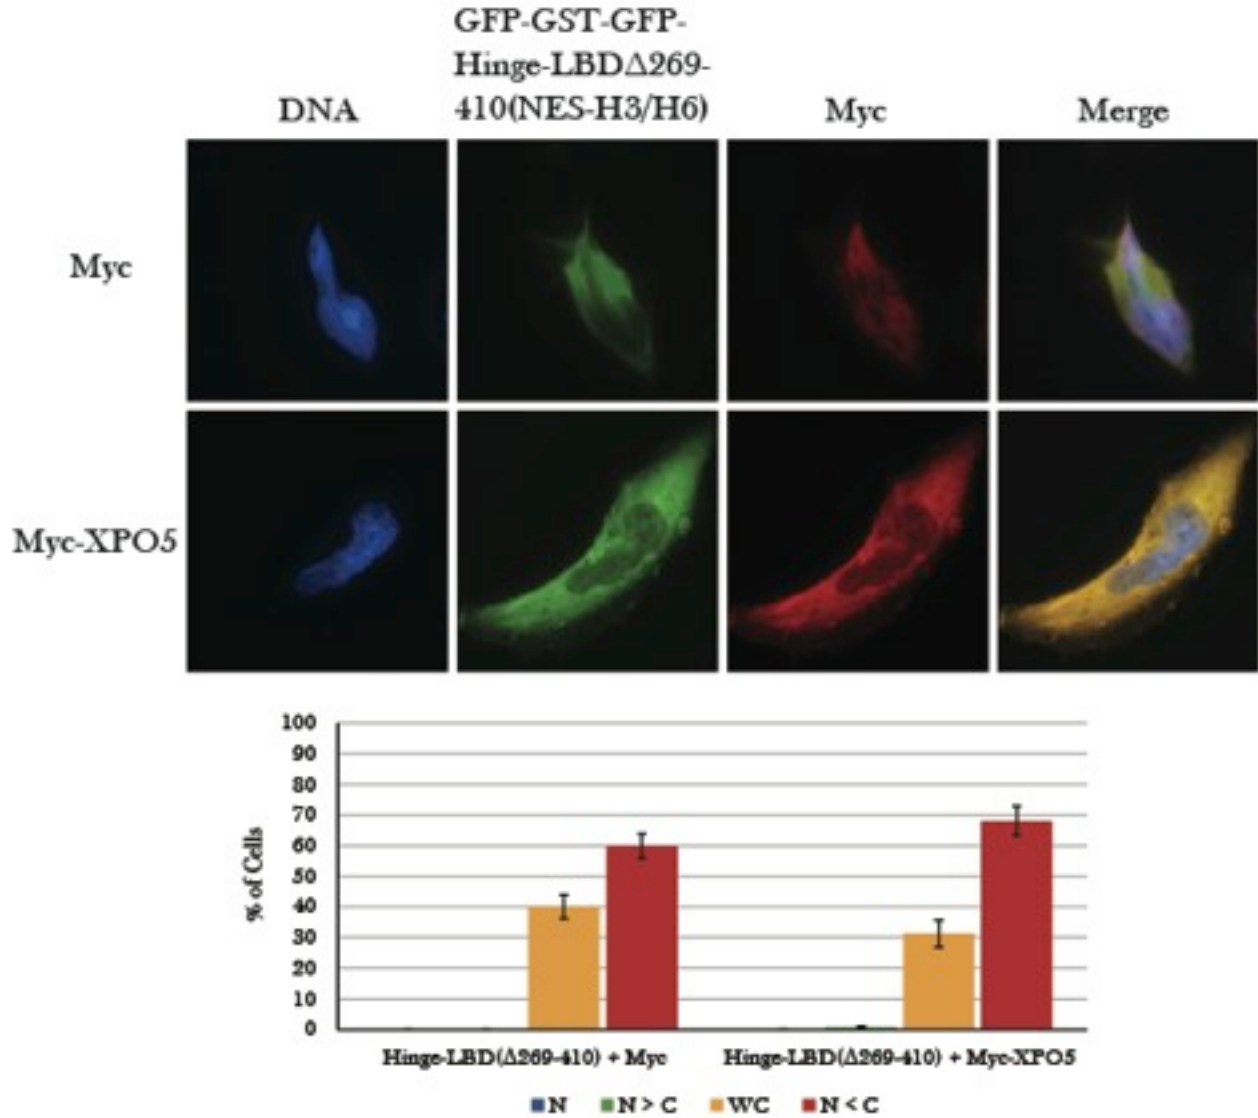 GFP-GST-GFP-
Hinge-LBDΔ269-
410(NES-H3/H6)
DNA
Myc
Merge
Myc
Myc-XPO5
100
90
80
70
60
50
40
30
20
10
0
% of Cells
Hinge-LBD(Δ269-410) + Myc
Hinge-LBD(Δ269-410) + Myc-XPO5
N
N > C
WC
N < C